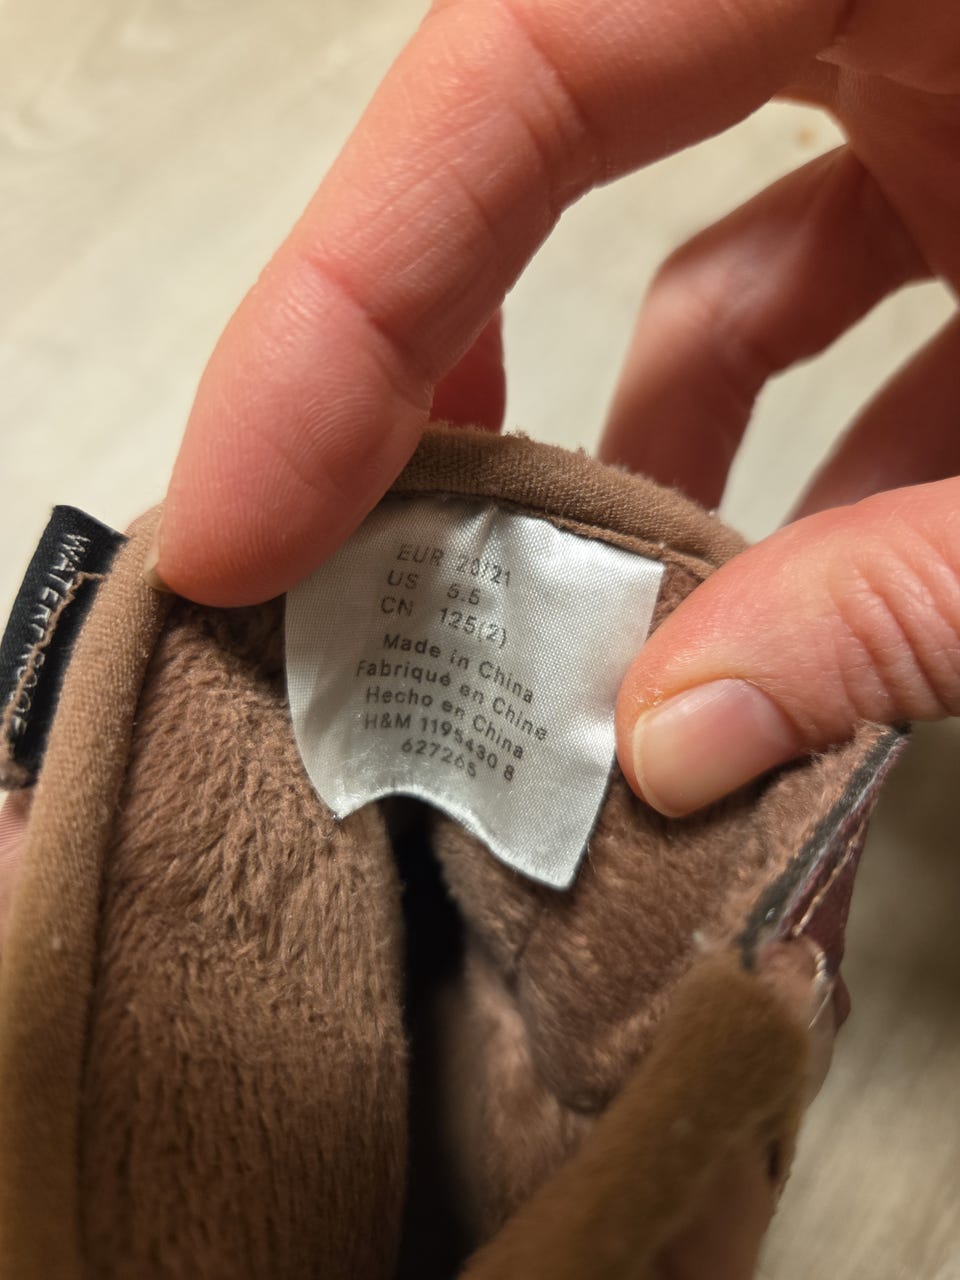 WATERPROOF
EUR 20/21
US 5.5
CN 125(2)
Made in China
Fabriqué en Chine
Hecho en China
H&M 1195430 8
627265